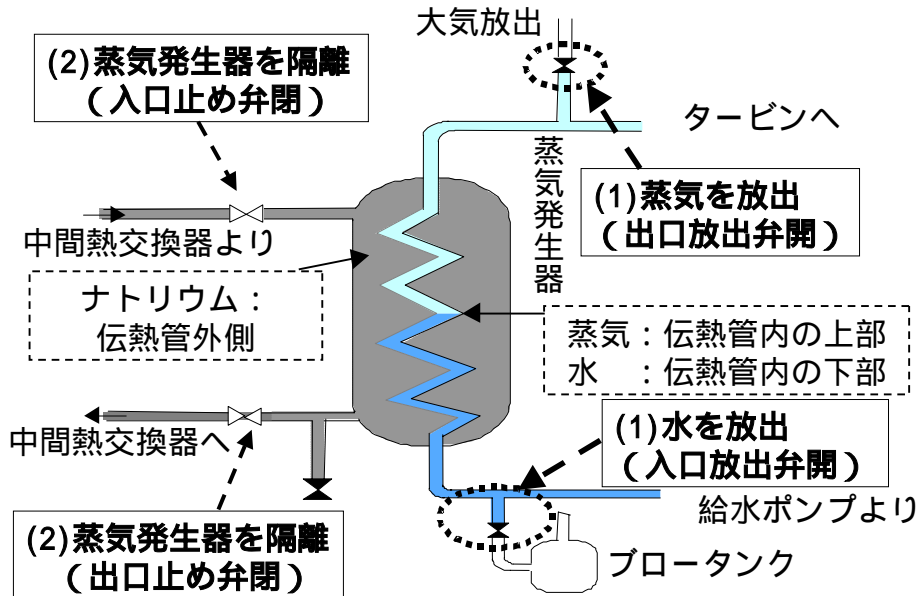 大気放出
(2)蒸気発生器を隔離
(入口止め弁閉)
タービンへ
蒸気発生器
(1)蒸気を放出
(出口放出弁開)
中間熱交換器より
ナトリウム：
伝熱管外側
蒸気：伝熱管内の上部
水　：伝熱管内の下部
中間熱交換器へ
(1)水を放出
(入口放出弁開)
給水ポンプより
(2)蒸気発生器を隔離
(出口止め弁閉)
ブロータンク